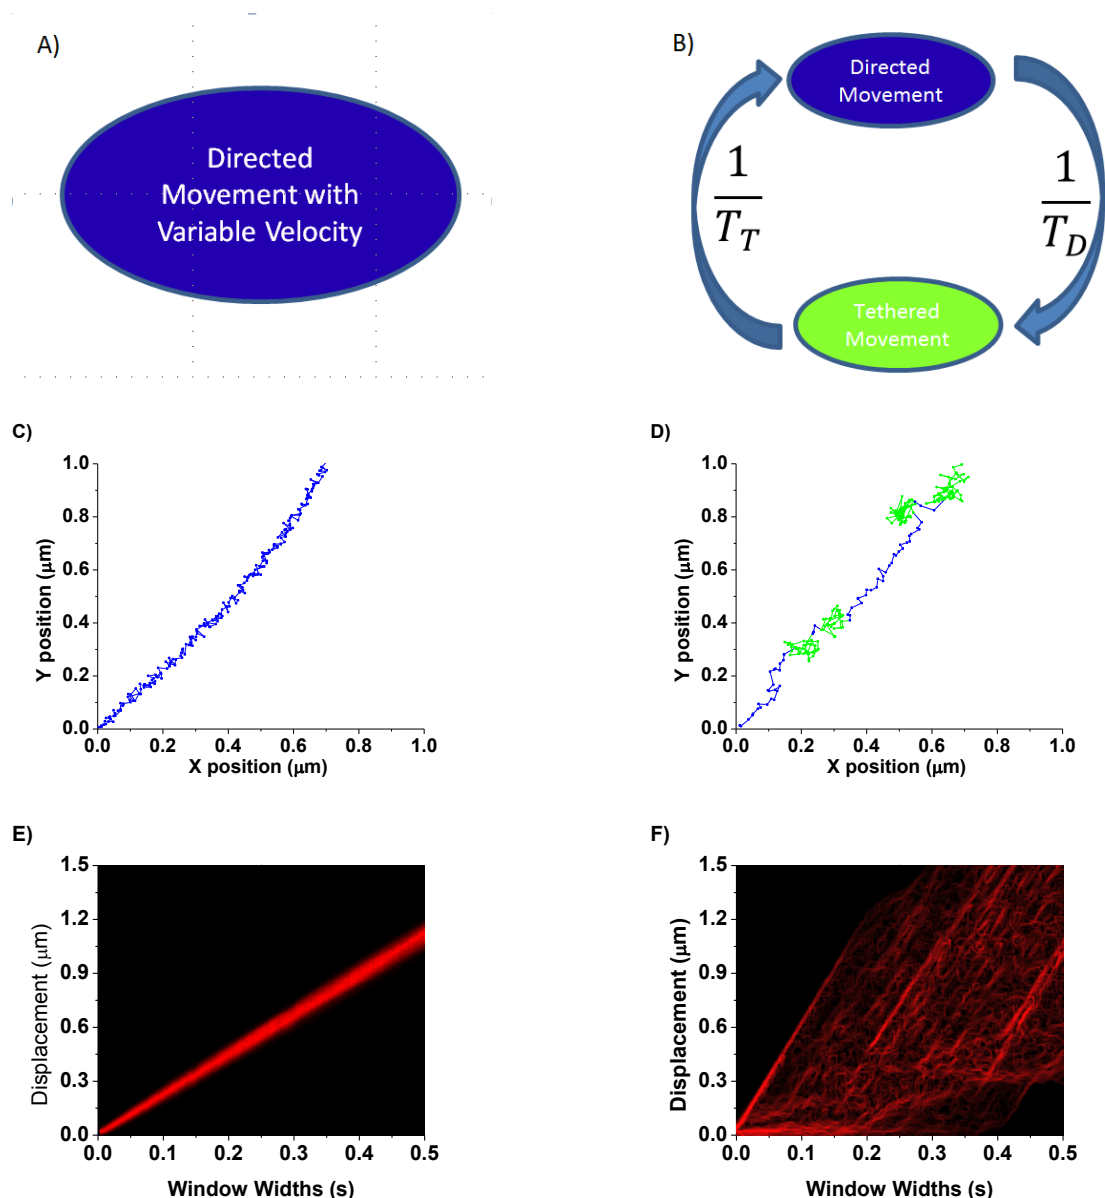 A)
Directed
Movement with
Variable Velocity
B)
Directed
Movement
1
T_T
1
T_D
Tethered
Movement
C)
1.0
0.8
0.6
0.4
0.2
0.0
Y position (μm)
0.0 0.2 0.4 0.6 0.8 1.0
X position (μm)
D)
1.0
0.8
0.6
0.4
0.2
0.0
Y position (μm)
0.0 0.2 0.4 0.6 0.8 1.0
X position (μm)
E)
1.5
1.2
0.9
0.6
0.3
0.0
Displacement (μm)
0.0 0.1 0.2 0.3 0.4 0.5
Window Widths (s)
F)
1.5
1.2
0.9
0.6
0.3
0.0
Displacement (μm)
0.0 0.1 0.2 0.3 0.4 0.5
Window Widths (s)